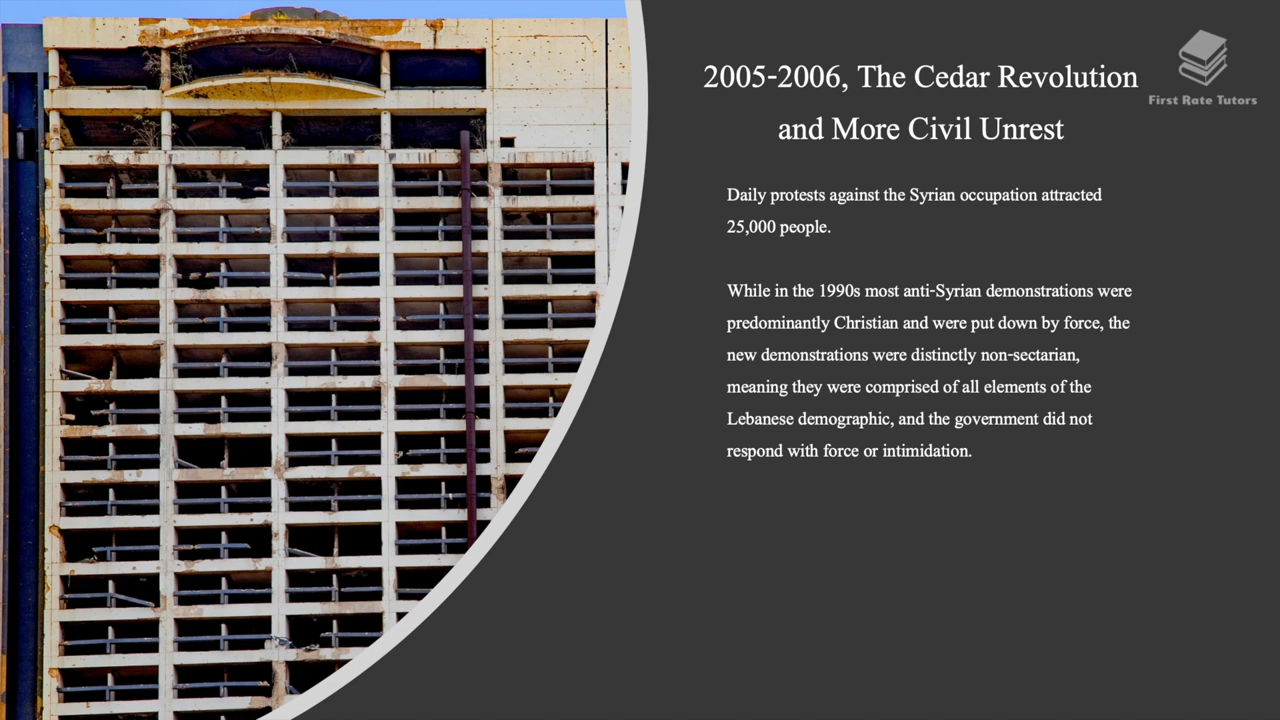 2005-2006, The Cedar Revolution
and More Civil Unrest
First Rate Tutors
Daily protests against the Syrian occupation attracted
25,000 people.
While in the 1990s most anti-Syrian demonstrations were
predominantly Christian and were put down by force, the
new demonstrations were distinctly non-sectarian,
meaning they were comprised of all elements of the
Lebanese demographic, and the government did not
respond with force or intimidation.